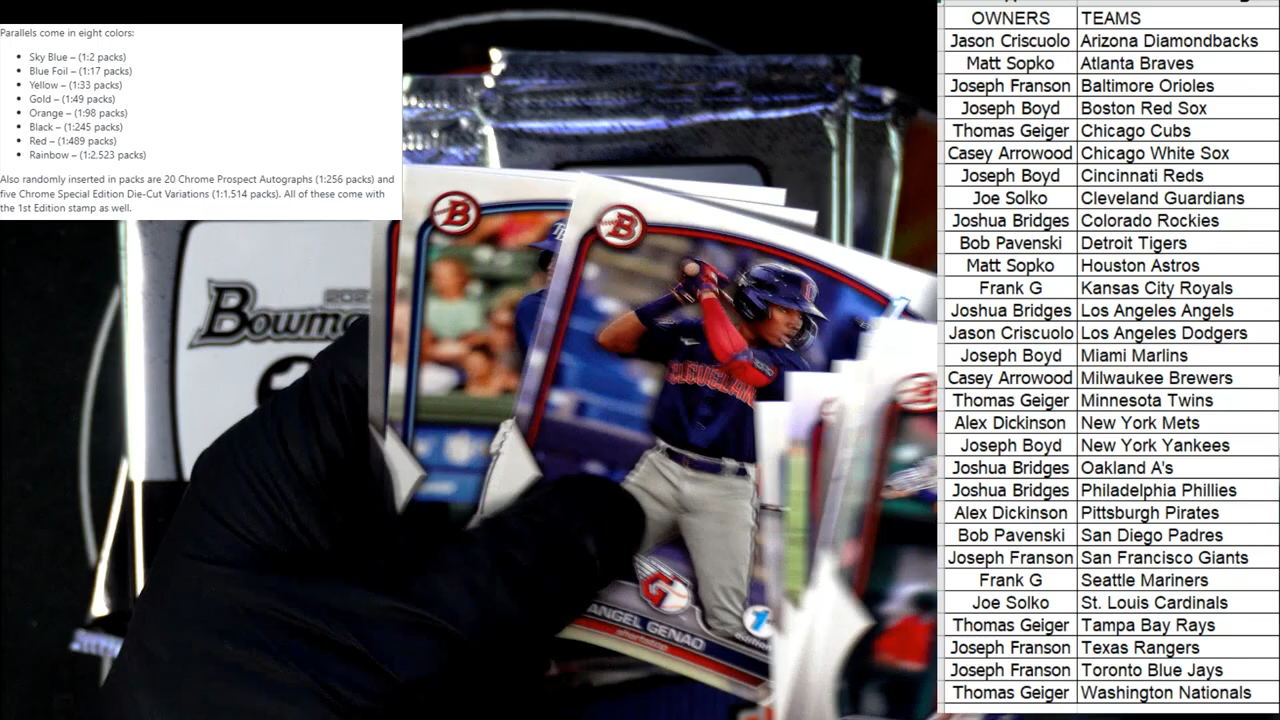 Parallels come in eight colors:
Sky Blue – (1:2 packs)
Blue Foil – (1:17 packs)
Yellow – (1:33 packs)
Gold – (1:49 packs)
Orange – (1:98 packs)
Black – (1:245 packs)
Red – (1:489 packs)
Rainbow – (1:2,523 packs)
Also randomly inserted in packs are 20 Chrome Prospect Autographs (1:256 packs) and
five Chrome Special Edition Die-Cut Variations (1:1,514 packs). All of these come with
the 1st Edition stamp as well.
Bowma
B
B
CLEVELAN
G
ANGEL GENAO
shortstop
1
edition
OWNERS TEAMS
Jason Criscuolo Arizona Diamondbacks
Matt Sopko Atlanta Braves
Joseph Franson Baltimore Orioles
Joseph Boyd Boston Red Sox
Thomas Geiger Chicago Cubs
Casey Arrowood Chicago White Sox
Joseph Boyd Cincinnati Reds
Joe Solko Cleveland Guardians
Joshua Bridges Colorado Rockies
Bob Pavenski Detroit Tigers
Matt Sopko Houston Astros
Frank G Kansas City Royals
Joshua Bridges Los Angeles Angels
Jason Criscuolo Los Angeles Dodgers
Joseph Boyd Miami Marlins
Casey Arrowood Milwaukee Brewers
Thomas Geiger Minnesota Twins
Alex Dickinson New York Mets
Joseph Boyd New York Yankees
Joshua Bridges Oakland A's
Joshua Bridges Philadelphia Phillies
Alex Dickinson Pittsburgh Pirates
Bob Pavenski San Diego Padres
Joseph Franson San Francisco Giants
Frank G Seattle Mariners
Joe Solko St. Louis Cardinals
Thomas Geiger Tampa Bay Rays
Joseph Franson Texas Rangers
Joseph Franson Toronto Blue Jays
Thomas Geiger Washington Nationals